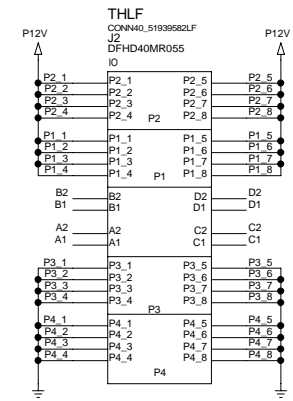 THLF
CONN40_51939582LF
J2
DFHD40MR055
IO
P12V P12V
P2_1 P2_1 P2_5 P2_5
P2_2 P2_2 P2_6 P2_6
P2_3 P2_3 P2_7 P2_7
P2_4 P2_4 P2_8 P2_8
P2
P1_1 P1_1 P1_5 P1_5
P1_2 P1_2 P1_6 P1_6
P1_3 P1_3 P1_7 P1_7
P1_4 P1_4 P1_8 P1_8
P1
B2 B2 D2 D2
B1 B1 D1 D1
A2 A2 C2 C2
A1 A1 C1 C1
P3_1 P3_1 P3_5 P3_5
P3_2 P3_2 P3_6 P3_6
P3_3 P3_3 P3_7 P3_7
P3_4 P3_4 P3_8 P3_8
P3
P4_1 P4_1 P4_5 P4_5
P4_2 P4_2 P4_6 P4_6
P4_3 P4_3 P4_7 P4_7
P4_4 P4_4 P4_8 P4_8
P4